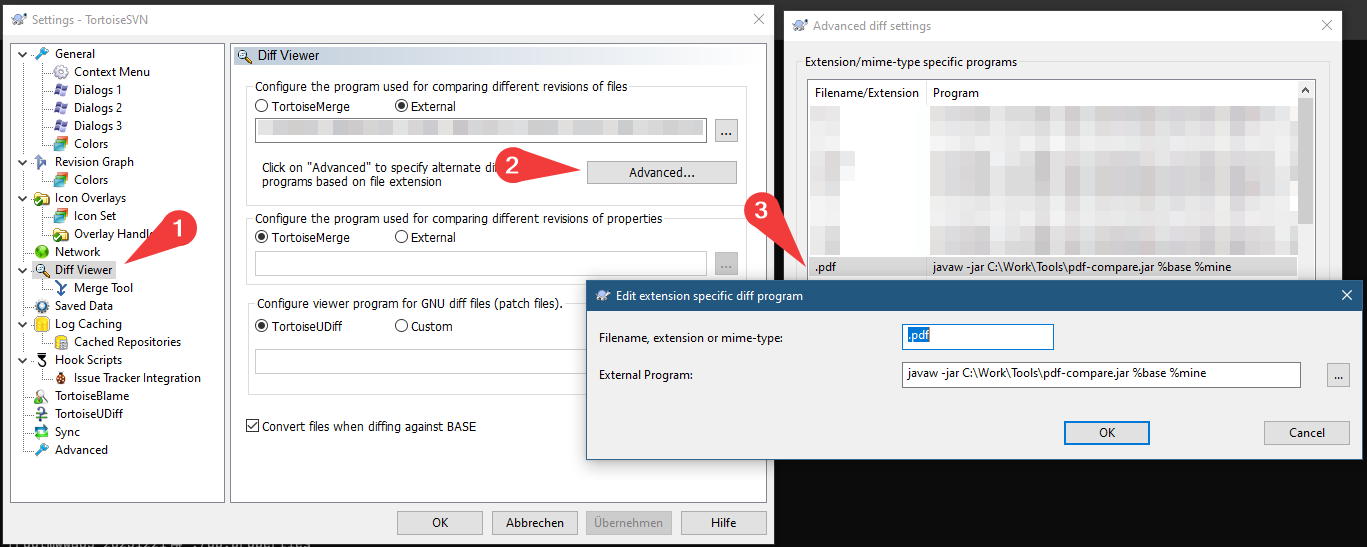 Settings - TortoiseSVN
General
Context Menu
Dialogs 1
Dialogs 2
Dialogs 3
Colors
Revision Graph
Colors
Icon Overlays
Icon Set
Overlay Handle
Network
Diff Viewer
Merge Tool
Saved Data
Log Caching
Cached Repositories
Hook Scripts
Issue Tracker Integration
TortoiseBlame
TortoiseUDiff
Sync
Advanced
1
Diff Viewer
Configure the program used for comparing different revisions of files
TortoiseMerge
External
...
Click on "Advanced" to specify alternate di
programs based on file extension
2
Advanced...
Configure the program used for comparing different revisions of properties
TortoiseMerge
External
...
Configure viewer program for GNU diff files (patch files).
TortoiseUDiff
Custom
Convert files when diffing against BASE
OK
Abbrechen
Übernehmen
Hilfe
Advanced diff settings
Extension/mime-type specific programs
Filename/Extension
Program
3
.pdf
javaw -jar C:\Work\Tools\pdf-compare.jar %base %mine
Edit extension specific diff program
Filename, extension or mime-type:
.pdf
External Program:
javaw -jar C:\Work\Tools\pdf-compare.jar %base %mine
...
OK
Cancel